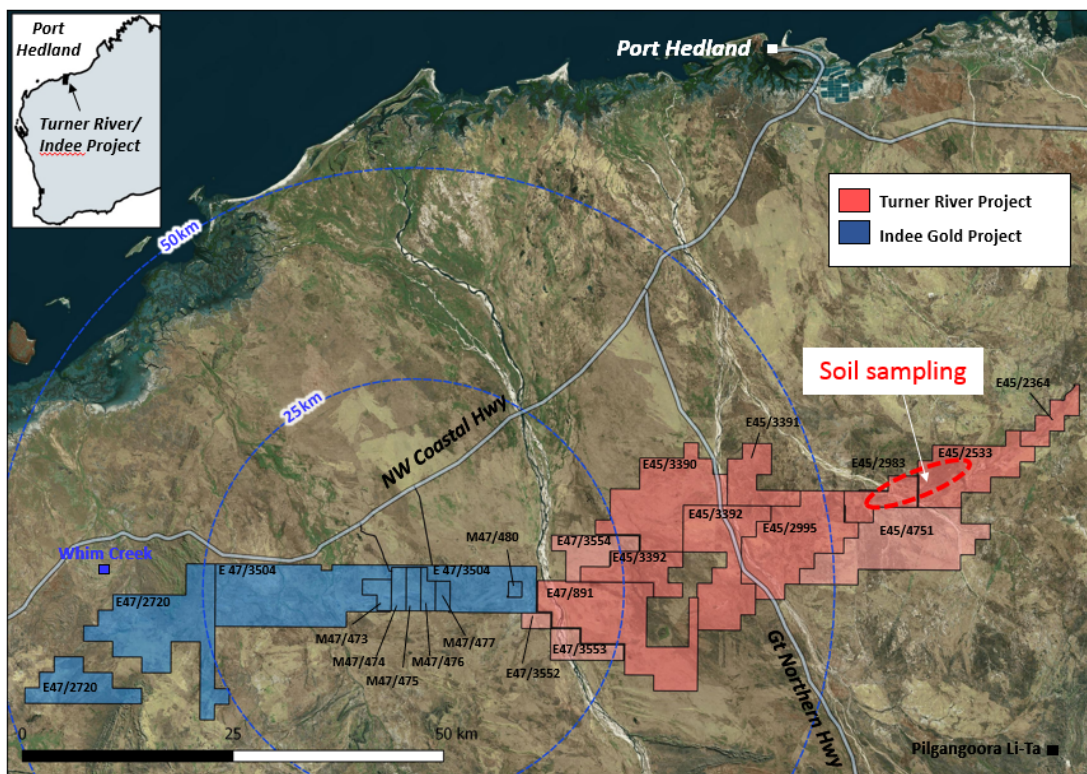 Port
Hedland
Turner River/
Indee Project
Port Hedland
Turner River Project
Indee Gold Project
50km
25km
NW Coastal Hwy
Soil sampling
E45/2364
E45/3391
E45/2983
E45/2533
E45/3390
E45/3392
E45/2995
E45/4751
M47/480
E47/3554
E45/3392
Whim Creek
E 47/3504
E 47/3504
E47/891
E47/2720
M47/473
M47/477
M47/474
M47/476
M47/475
E47/3552
E47/3553
E47/2720
Gt Northern Hwy
0
25
50 km
Pilgangoora Li-Ta